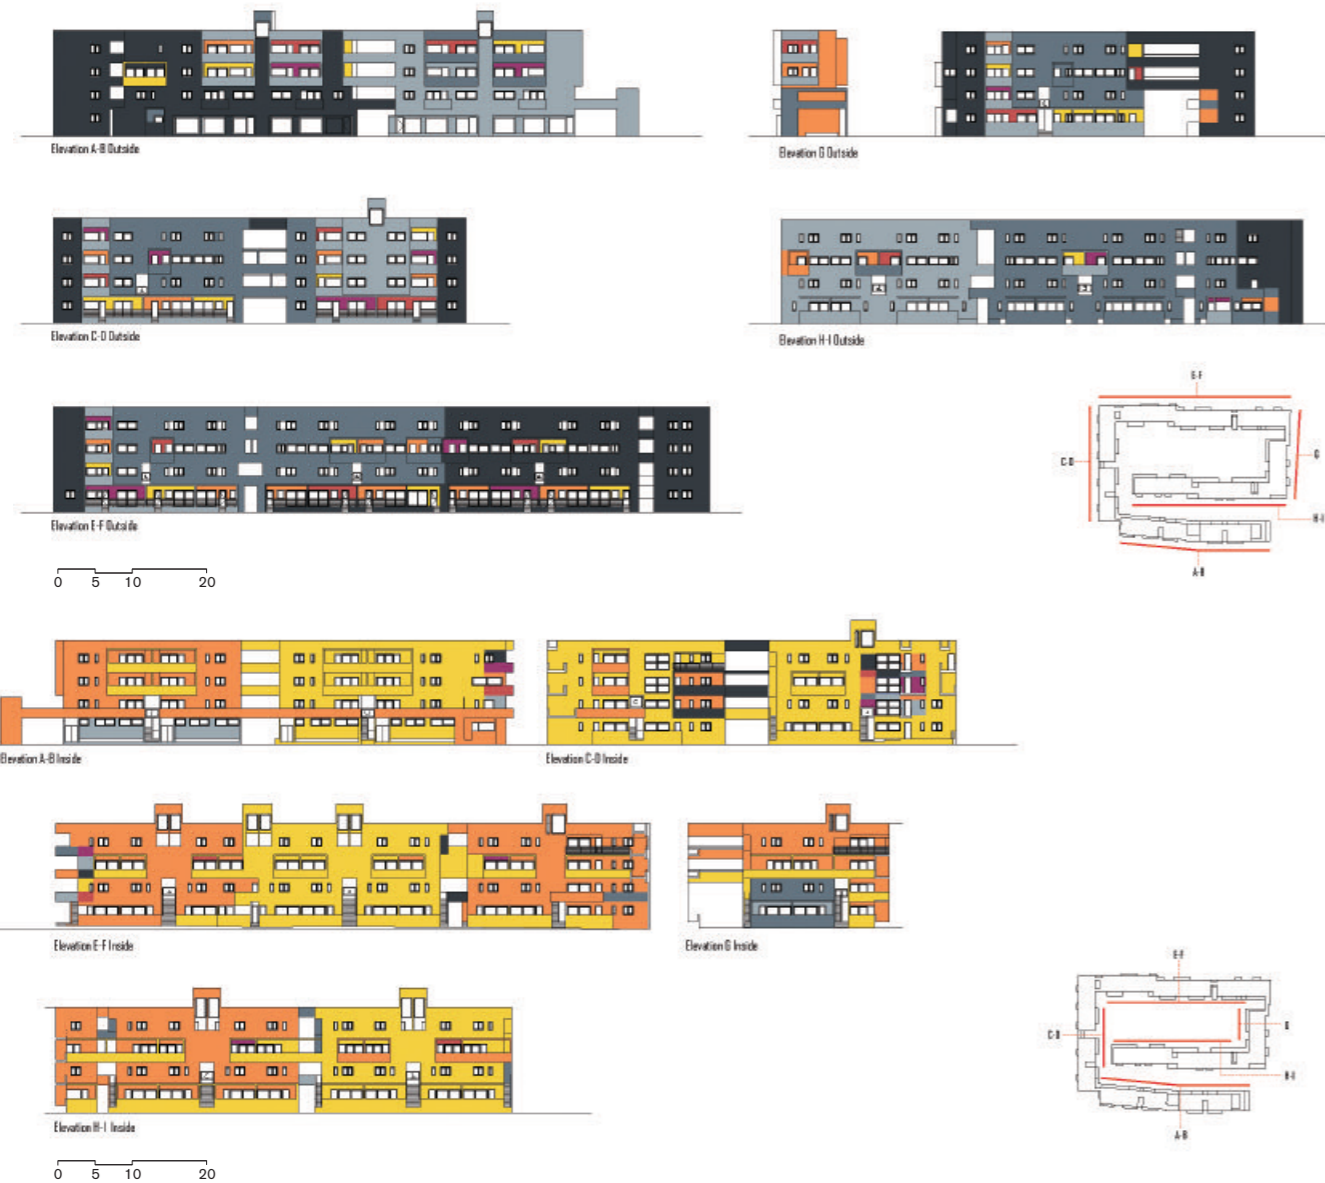 Elevation A-B Outside
Elevation G Outside
Elevation C-D Outside
Elevation H-I Outside
E-F
C-D
G
H-I
A-B
Elevation E-F Outside
0 5 10 20
Elevation A-B Inside
Elevation C-D Inside
Elevation E-F Inside
Elevation G Inside
E-F
C-D
G
H-I
A-B
Elevation H-I Inside
0 5 10 20